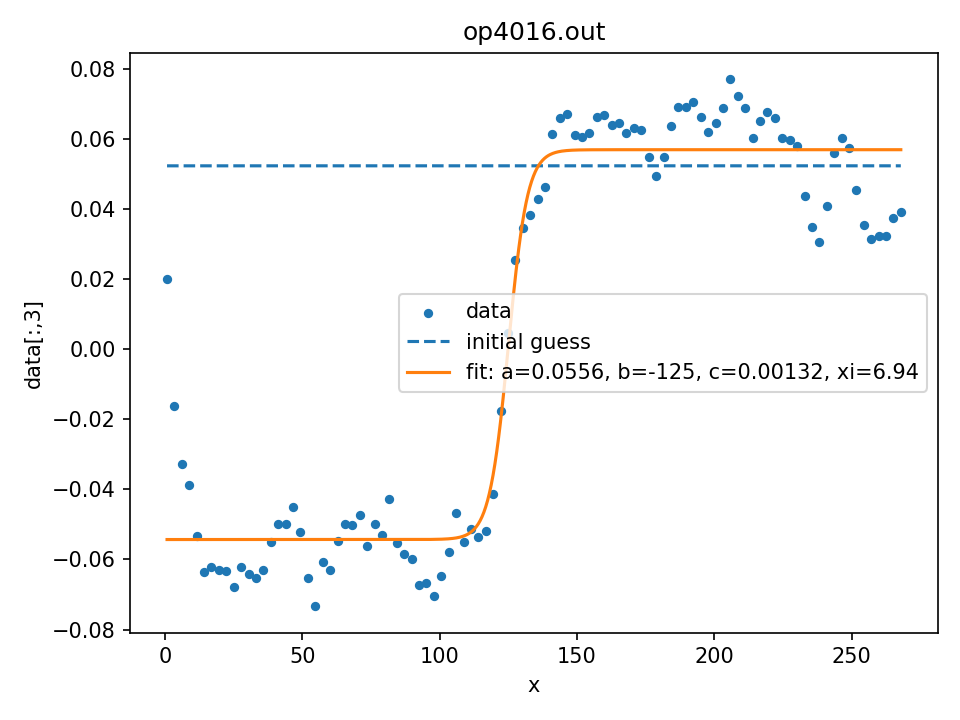 op4016.out
0.08
0.06
0.04
0.02
0.00
−0.02
−0.04
−0.06
−0.08
data[:,3]
data
initial guess
fit: a=0.0556, b=-125, c=0.00132, xi=6.94
0 50 100 150 200 250
x